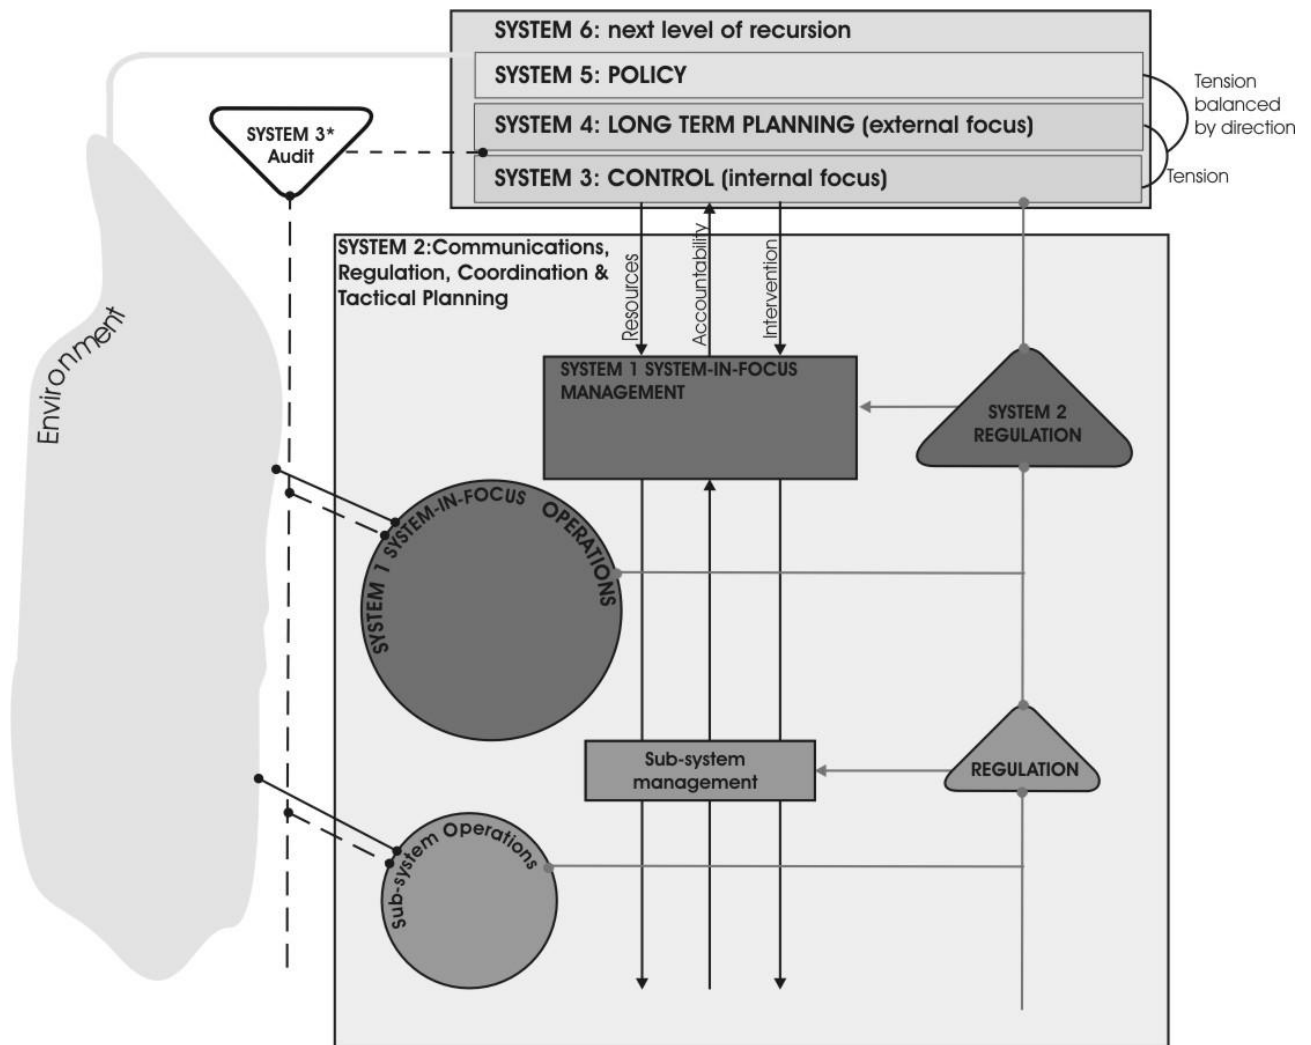 SYSTEM 6: next level of recursion
SYSTEM 5: POLICY
SYSTEM 4: LONG TERM PLANNING (external focus)
SYSTEM 3: CONTROL (internal focus)
Tension
balanced
by direction
Tension
SYSTEM 3*
Audit
Environment
SYSTEM 2:Communications,
Regulation, Coordination &
Tactical Planning
Resources
Accountability
Intervention
SYSTEM 1 SYSTEM-IN-FOCUS
MANAGEMENT
SYSTEM 2
REGULATION
SYSTEM 1 SYSTEM-IN-FOCUS OPERATIONS
Sub-system
management
REGULATION
Sub-system Operations